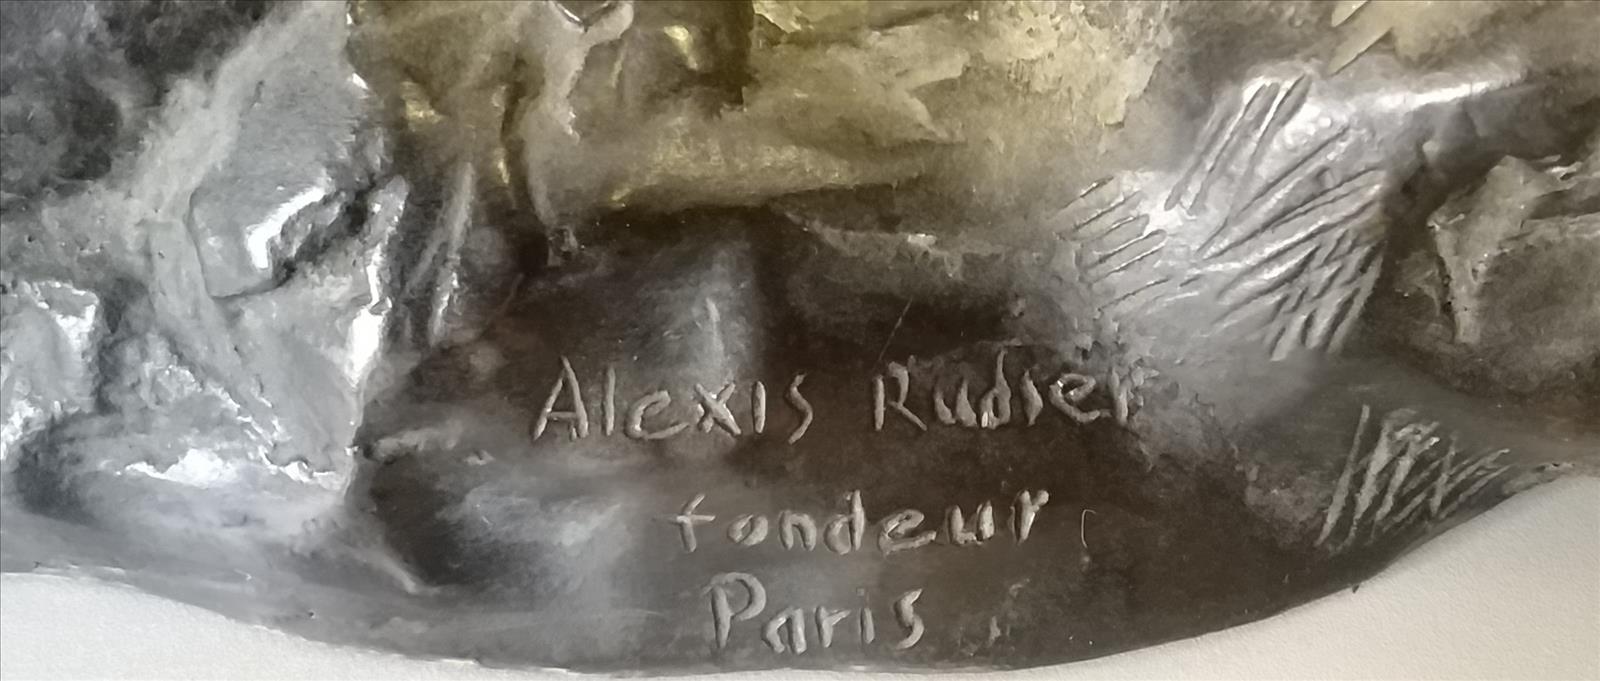 Alexis Rudier
fondeur
Paris